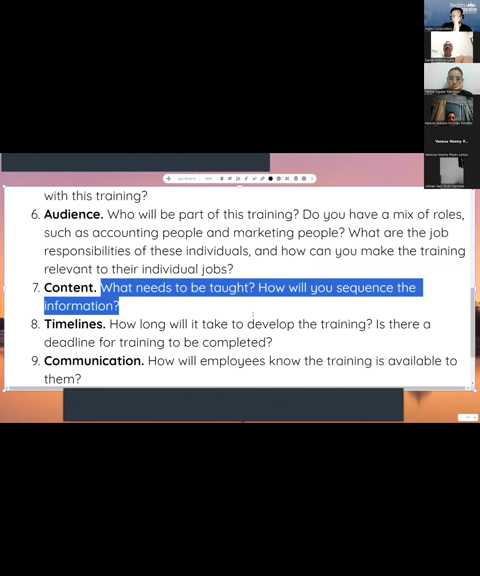 with this training?
6. Audience. Who will be part of this training? Do you have a mix of roles,
such as accounting people and marketing people? What are the job
responsibilities of these individuals, and how can you make the training
relevant to their individual jobs?
7. Content. What needs to be taught? How will you sequence the
information?
8. Timelines. How long will it take to develop the training? Is there a
deadline for training to be completed?
9. Communication. How will employees know the training is available to
them?
Vanessa Noemy R...